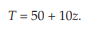 T = 50 + 10z.